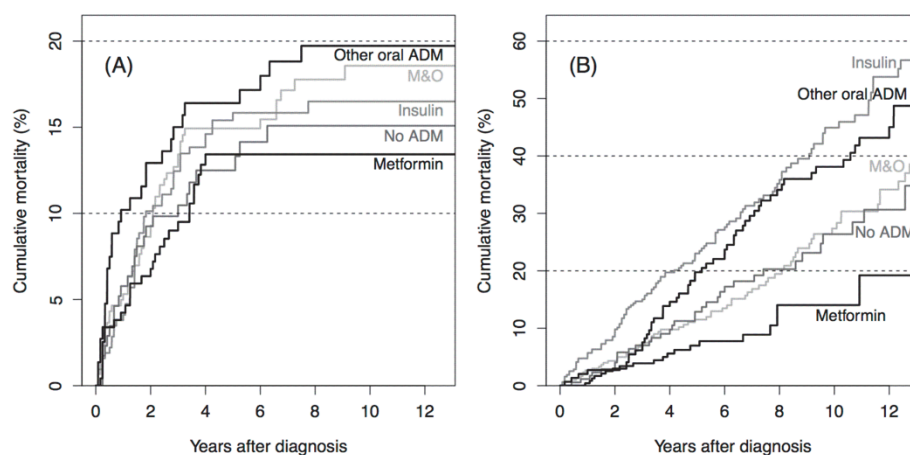 (A)
Cumulative mortality (%)
20
15
10
5
0
Other oral ADM
M&O
Insulin
No ADM
Metformin
0 2 4 6 8 10 12
Years after diagnosis
(B)
Cumulative mortality (%)
60
50
40
30
20
10
0
Insulin
Other oral ADM
M&O
No ADM
Metformin
0 2 4 6 8 10 12
Years after diagnosis